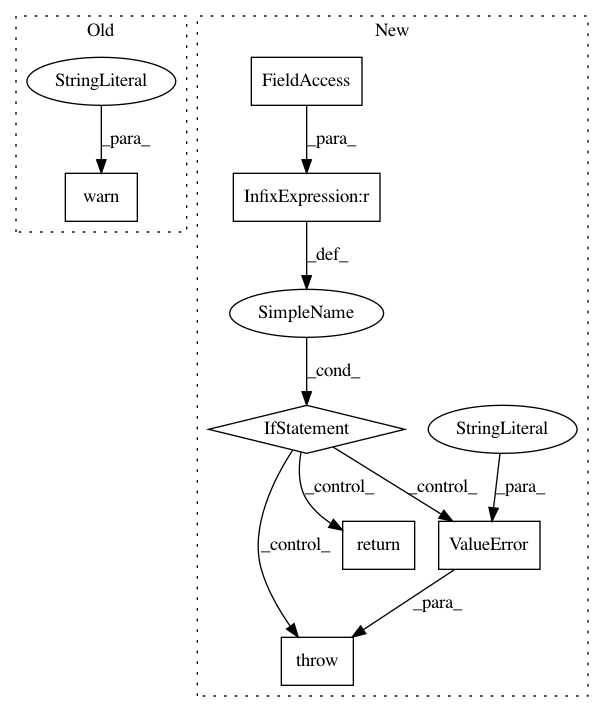 Old
New
StringLiteral
FieldAccess
_para_
_para_
warn
InfixExpression:r
_def_
SimpleName
_cond_
IfStatement
StringLiteral
_control_
_control_
_para_
_control_
return
ValueError
_para_
throw